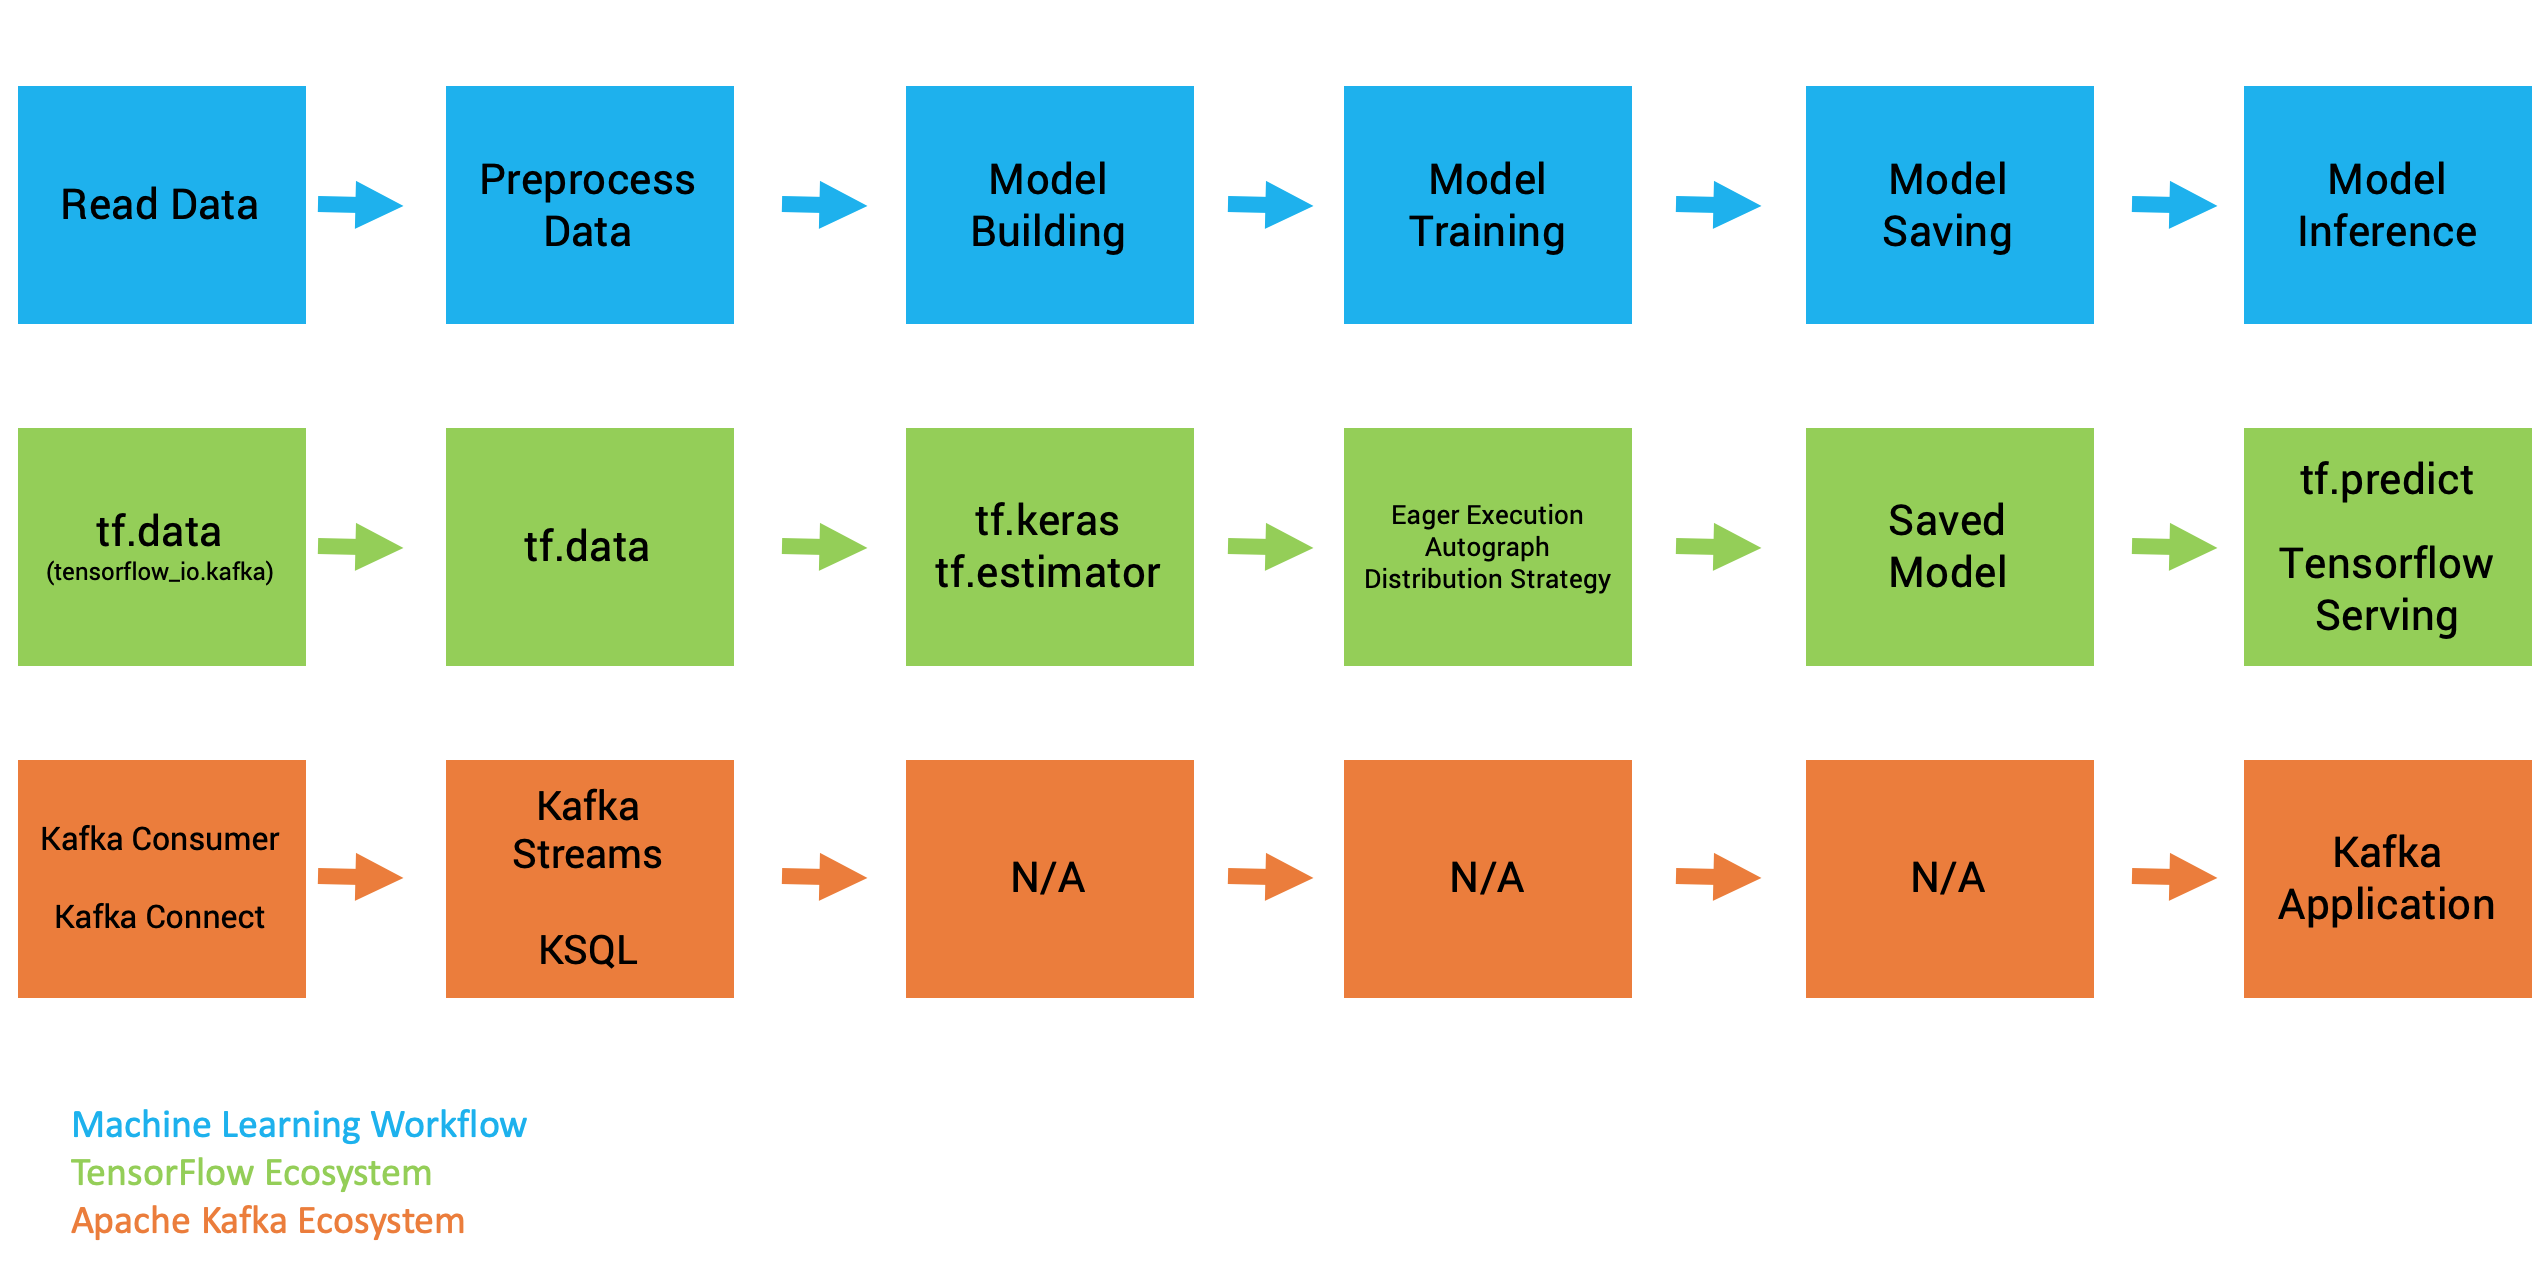 Read Data
Preprocess
Data
Model
Building
Model
Training
Model
Saving
Model
Inference
tf.data
(tensorflow_io.kafka)
tf.data
tf.keras
tf.estimator
Eager Execution
Autograph
Distribution Strategy
Saved
Model
tf.predict
Tensorflow
Serving
Kafka Consumer
Kafka Connect
Kafka
Streams
KSQL
N/A
N/A
N/A
Kafka
Application
Machine Learning Workflow
TensorFlow Ecosystem
Apache Kafka Ecosystem